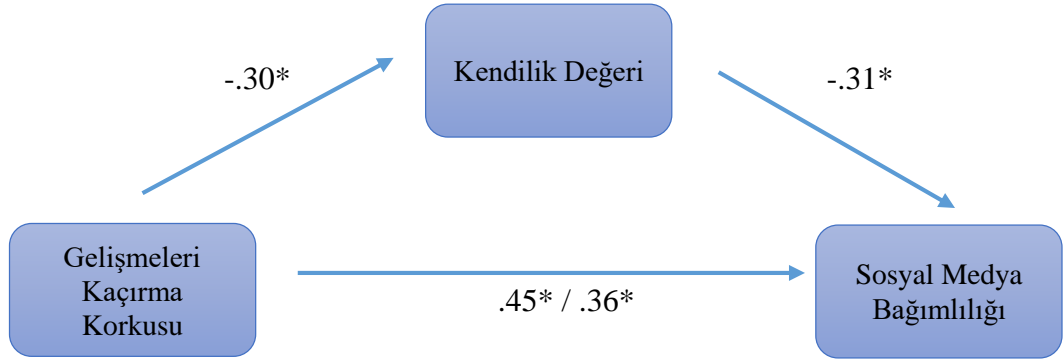 Kendilik Değeri
-.30*
-.31*
Gelişmeleri
Kaçırma
Korkusu
.45* / .36*
Sosyal Medya
Bağımlılığı